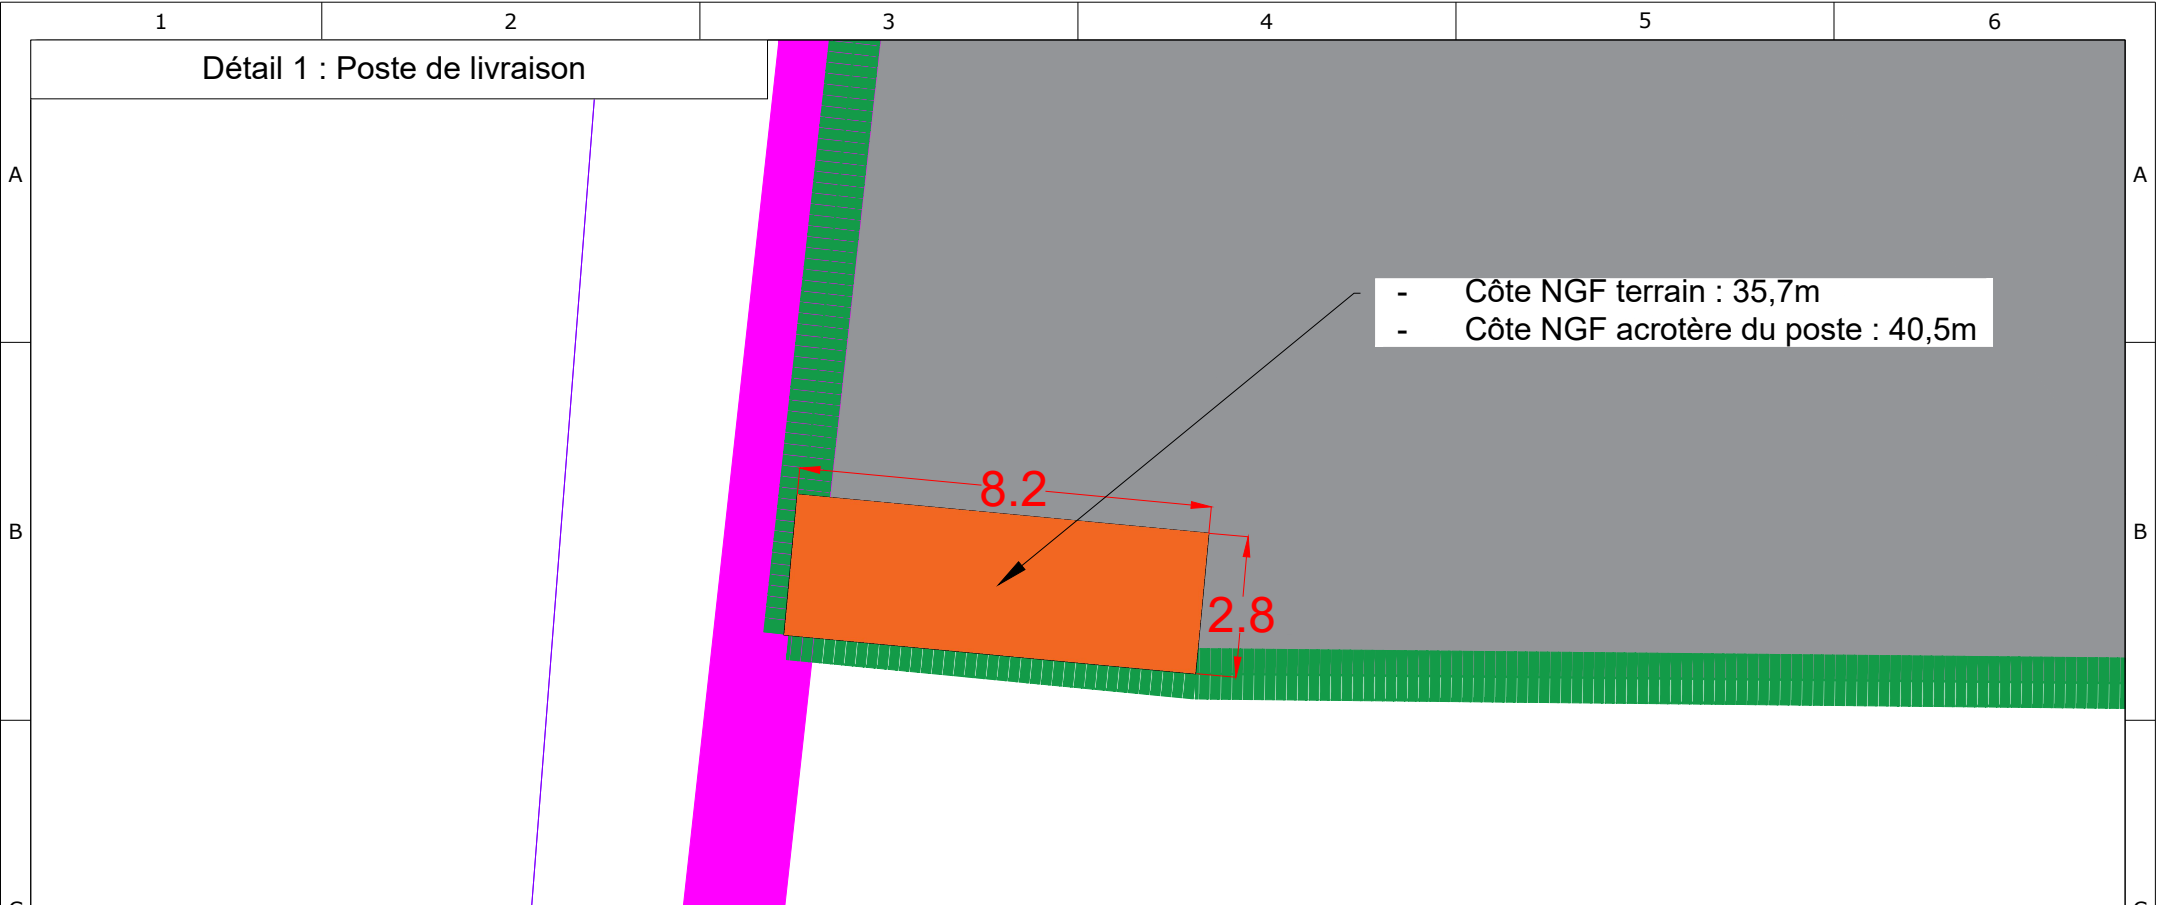 1 2 3 4 5 6
Détail 1 : Poste de livraison
A A
- Côte NGF terrain : 35,7m
- Côte NGF acrotère du poste : 40,5m
8.2
B B
2.8